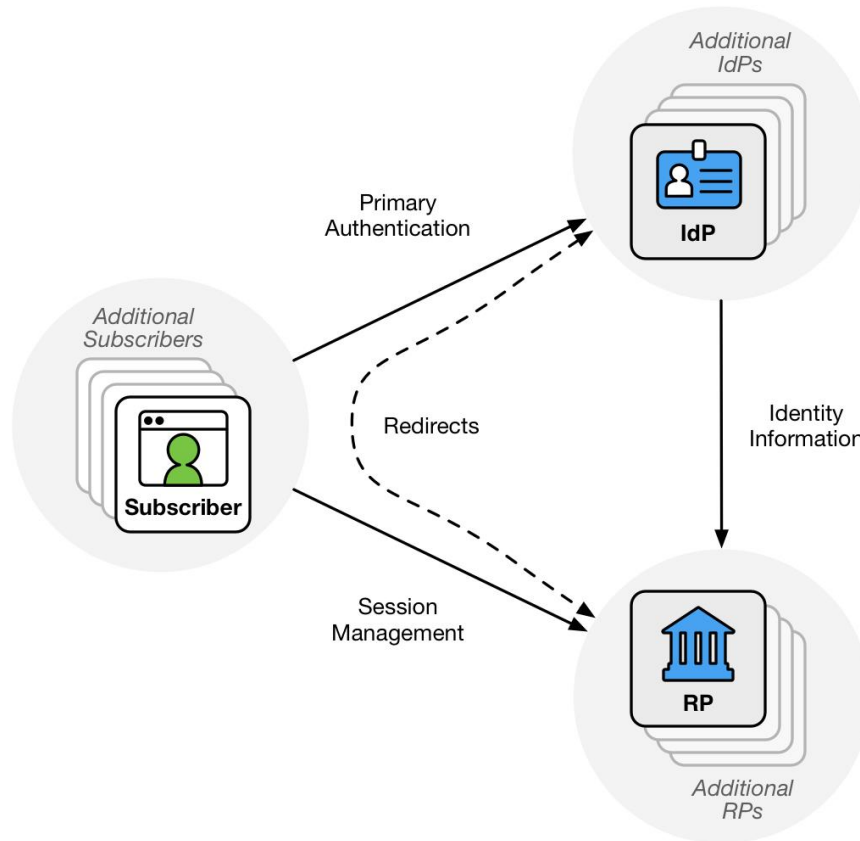 Additional
IdPs
IdP
Primary
Authentication
Additional
Subscribers
Subscriber
Redirects
Identity
Information
Session
Management
RP
Additional
RPs